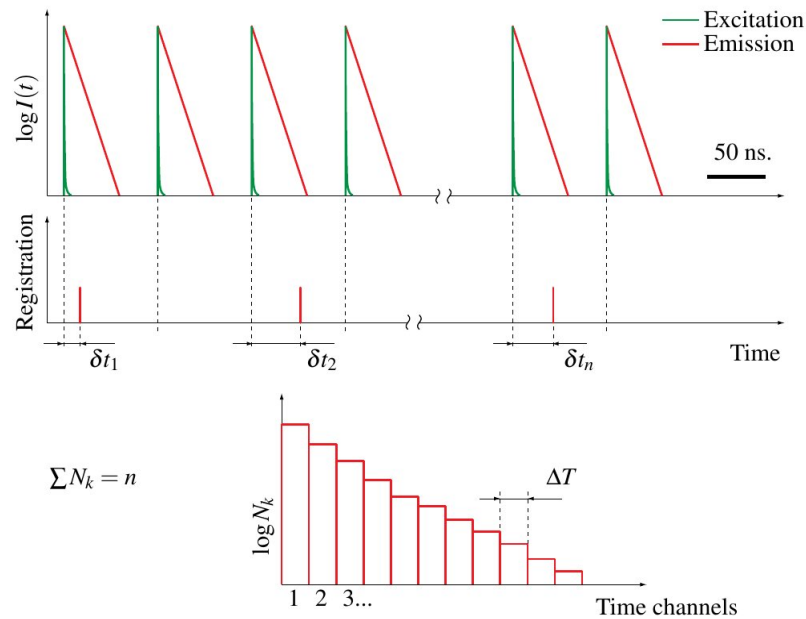 Excitation
Emission
log I(t)
50 ns.
Registration
δt₁
δt₂
δtₙ
Time
∑Nₖ = n
ΔT
log Nₖ
1 2 3...
Time channels